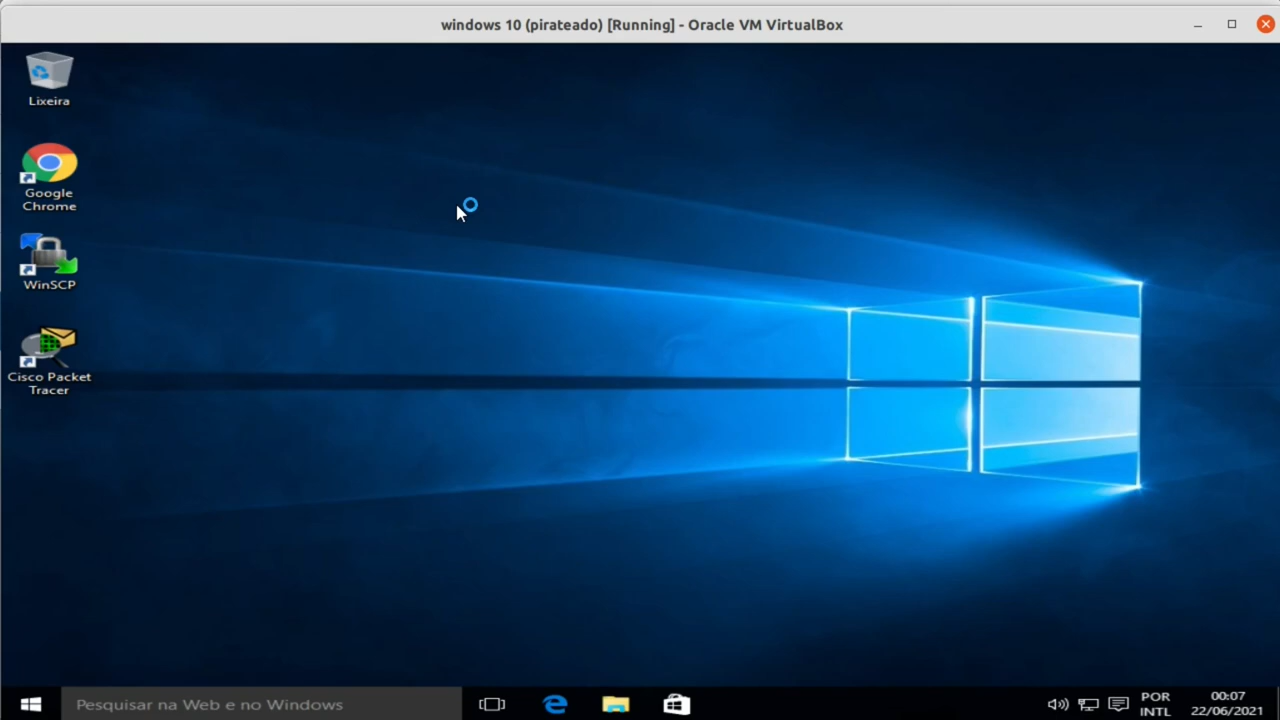 windows 10 (pirateado) [Running] - Oracle VM VirtualBox
Lixeira
Google
Chrome
WinSCP
Cisco Packet
Tracer
Pesquisar na Web e no Windows
POR
INTL
00:07
22/06/2021